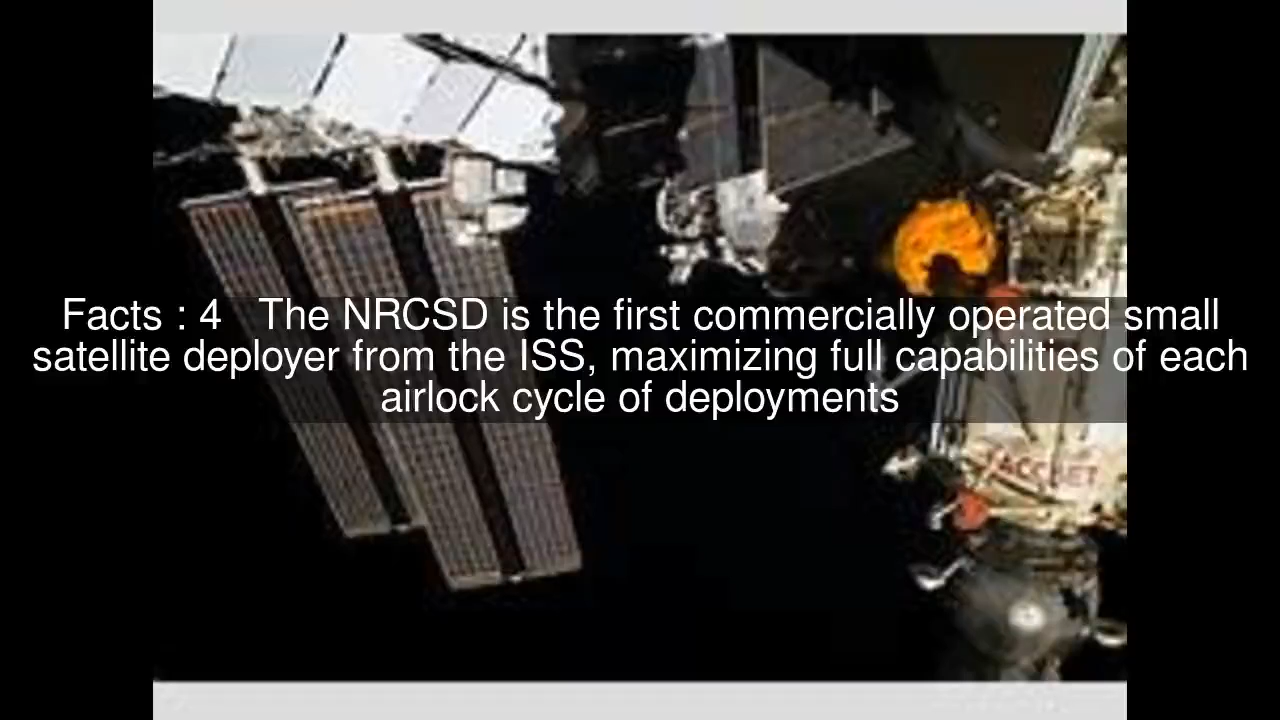 Facts : 4   The NRCSD is the first commercially operated small
satellite deployer from the ISS, maximizing full capabilities of each
airlock cycle of deployments